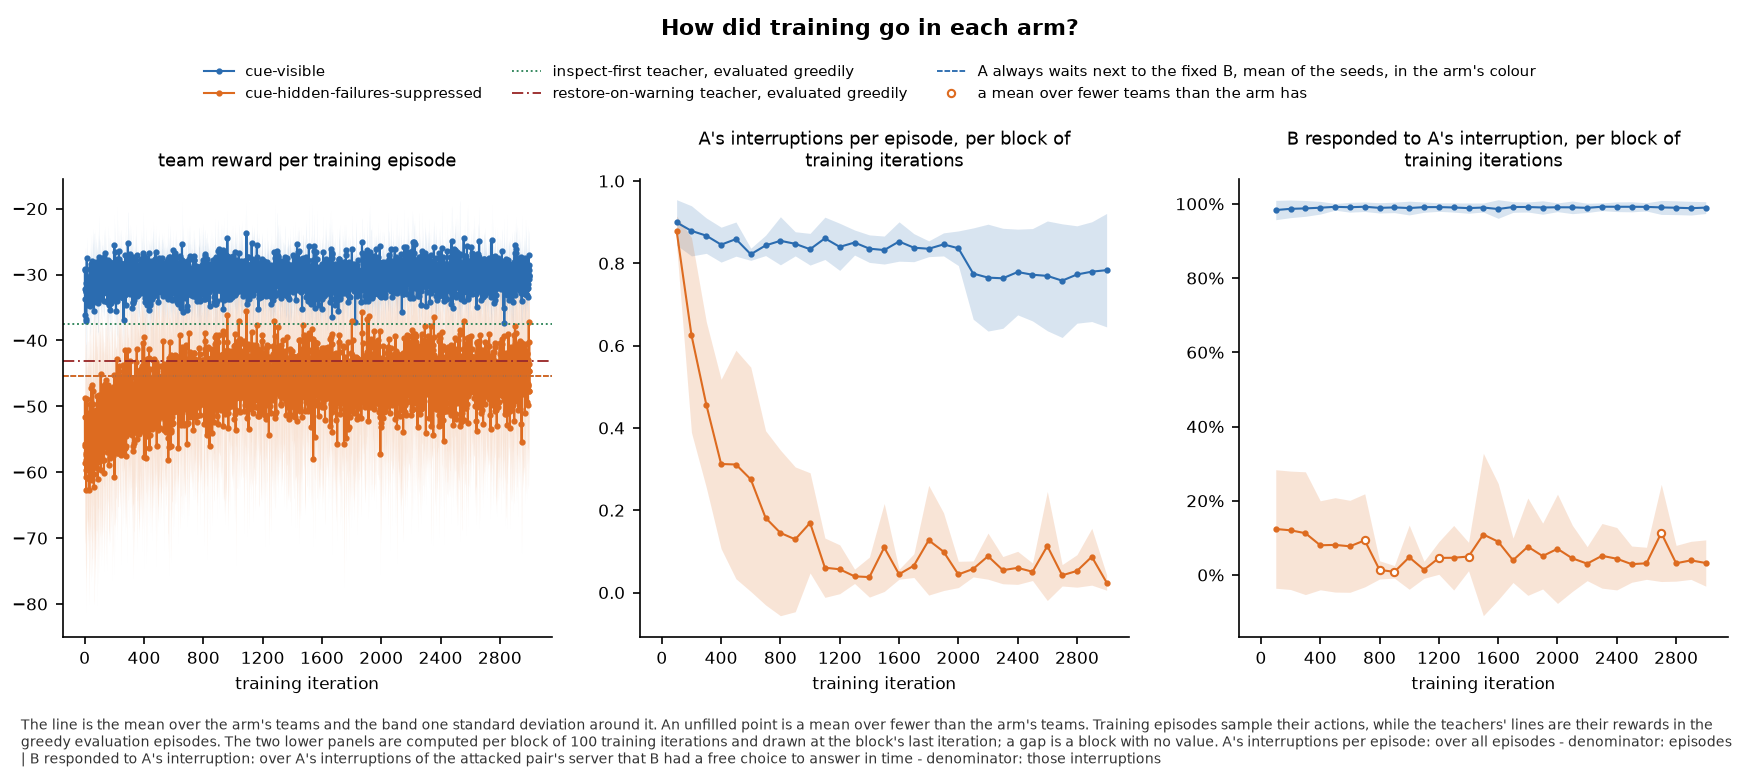 How did training go in each arm?
cue-visible
cue-hidden-failures-suppressed
inspect-first teacher, evaluated greedily
restore-on-warning teacher, evaluated greedily
A always waits next to the fixed B, mean of the seeds, in the arm's colour
a mean over fewer teams than the arm has
team reward per training episode
−20
−30
−40
−50
−60
−70
−80
0 400 800 1200 1600 2000 2400 2800
training iteration
A's interruptions per episode, per block of
training iterations
1.0
0.8
0.6
0.4
0.2
0.0
0 400 800 1200 1600 2000 2400 2800
training iteration
B responded to A's interruption, per block of
training iterations
100%
80%
60%
40%
20%
0%
0 400 800 1200 1600 2000 2400 2800
training iteration
The line is the mean over the arm's teams and the band one standard deviation around it. An unfilled point is a mean over fewer than the arm's teams. Training episodes sample their actions, while the teachers' lines are their rewards in the
greedy evaluation episodes. The two lower panels are computed per block of 100 training iterations and drawn at the block's last iteration; a gap is a block with no value. A's interruptions per episode: over all episodes - denominator: episodes
| B responded to A's interruption: over A's interruptions of the attacked pair's server that B had a free choice to answer in time - denominator: those interruptions